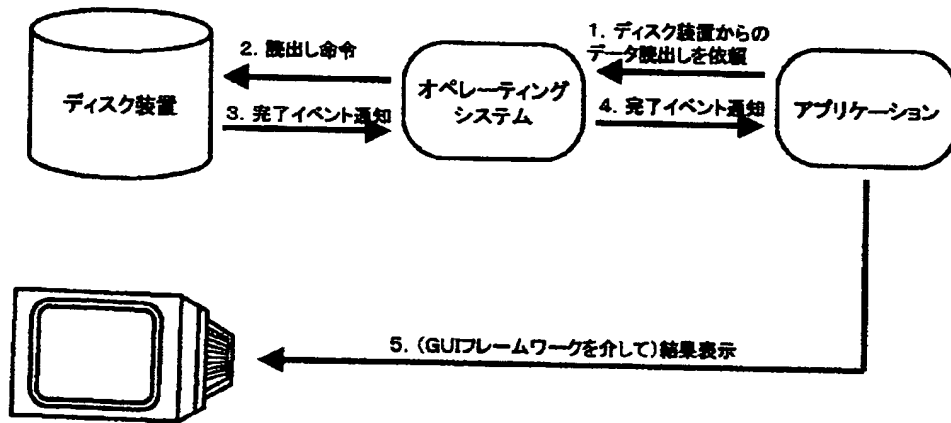 1. ディスク装置からの
データ読出しを依頼
2. 読出し命令
ディスク装置
オペレーティング
システム
アプリケーション
3. 完了イベント通知
4. 完了イベント通知
5. (GUIフレームワークを介して)結果表示